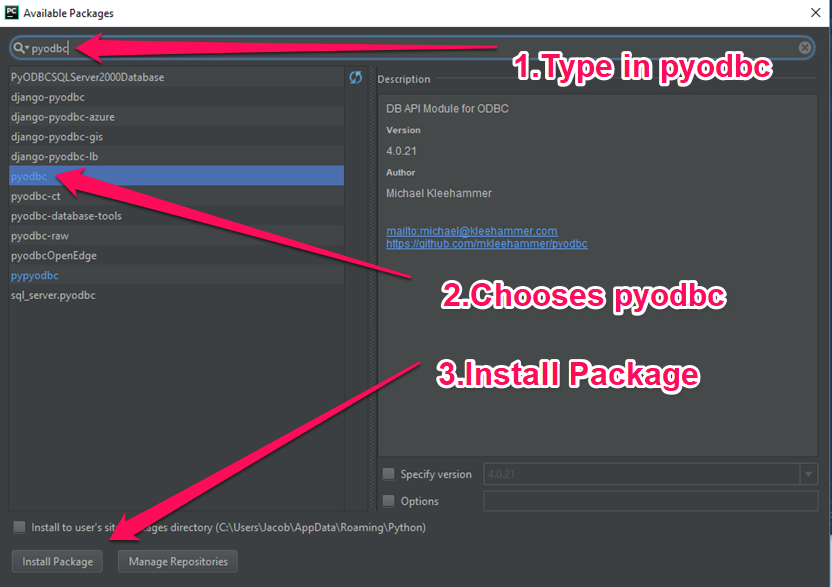 PC Available Packages
pyodbc
1.Type in pyodbc
PyODBCSQLServer2000Database
django-pyodbc
django-pyodbc-azure
django-pyodbc-gis
django-pyodbc-lb
pyodbc
pyodbc-ct
pyodbc-database-tools
pyodbc-raw
pyodbcOpenEdge
pypyodbc
sql_server.pyodbc
Description
DB API Module for ODBC
Version
4.0.21
Author
Michael Kleehammer
mailto:michael@kleehammer.com
https://github.com/mkleehammer/pyodbc
2.Chooses pyodbc
3.Install Package
Specify version 4.0.21
Options
Install to user's site packages directory (C:\Users\Jacob\AppData\Roaming\Python)
Install Package Manage Repositories